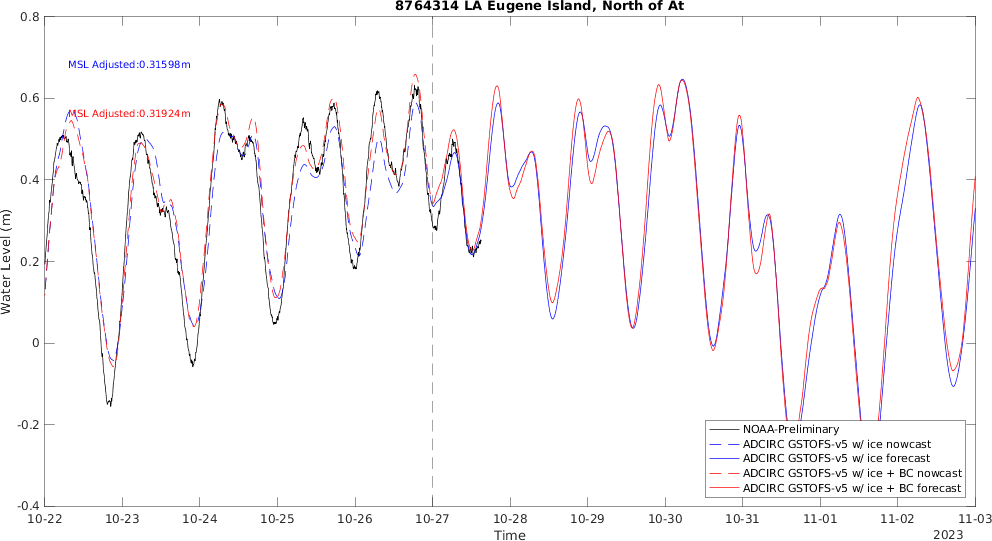 8764314 LA Eugene Island, North of At
MSL Adjusted:0.31598m
MSL Adjusted:0.31924m
Water Level (m)
0.8
0.6
0.4
0.2
0
-0.2
-0.4
NOAA-Preliminary
ADCIRC GSTOFS-v5 w/ ice nowcast
ADCIRC GSTOFS-v5 w/ ice forecast
ADCIRC GSTOFS-v5 w/ ice + BC nowcast
ADCIRC GSTOFS-v5 w/ ice + BC forecast
10-22 10-23 10-24 10-25 10-26 10-27 10-28 10-29 10-30 10-31 11-01 11-02 11-03
Time
2023